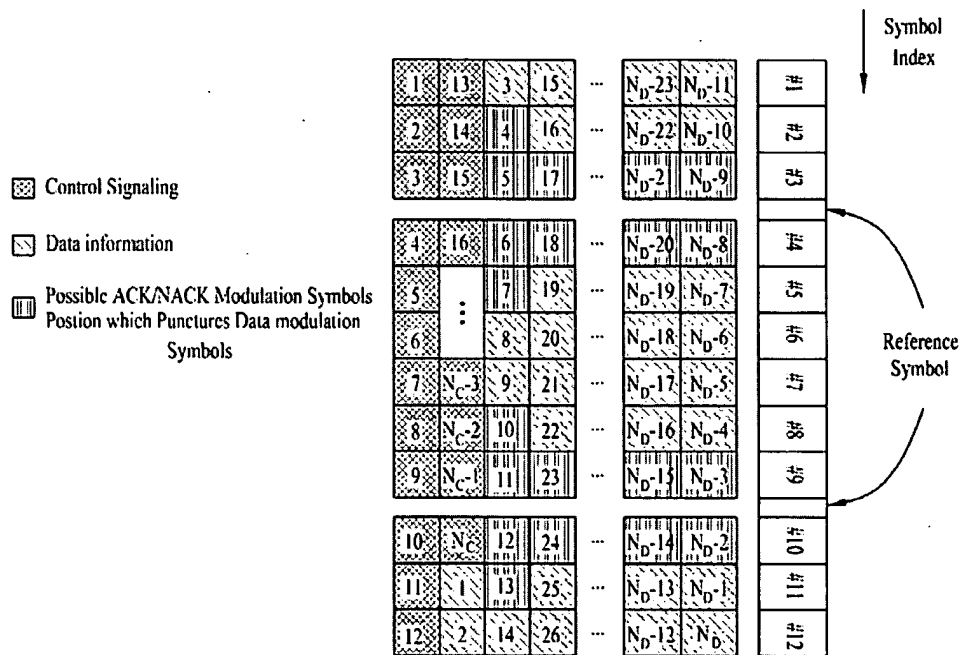 Symbol
Index
1 13 3 15 ... N_D-23 N_D-11 #1
2 14 4 16 ... N_D-22 N_D-10 #2
3 15 5 17 ... N_D-2 N_D-9 #3
Control Signaling
4 16 6 18 ... N_D-20 N_D-8 #4
Data information
5 ⋮ 7 19 ... N_D-19 N_D-7 #5
Possible ACK/NACK Modulation Symbols
Postion which Punctures Data modulation
Symbols
6 8 20 ... N_D-18 N_D-6 #6
Reference
Symbol
7 N_C-3 9 21 ... N_D-17 N_D-5 #7
8 N_C-2 10 22 ... N_D-16 N_D-4 #8
9 N_C-1 11 23 ... N_D-15 N_D-3 #9
10 N_C 12 24 ... N_D-14 N_D-2 #10
11 1 13 25 ... N_D-13 N_D-1 #11
12 2 14 26 ... N_D-12 N_D #12